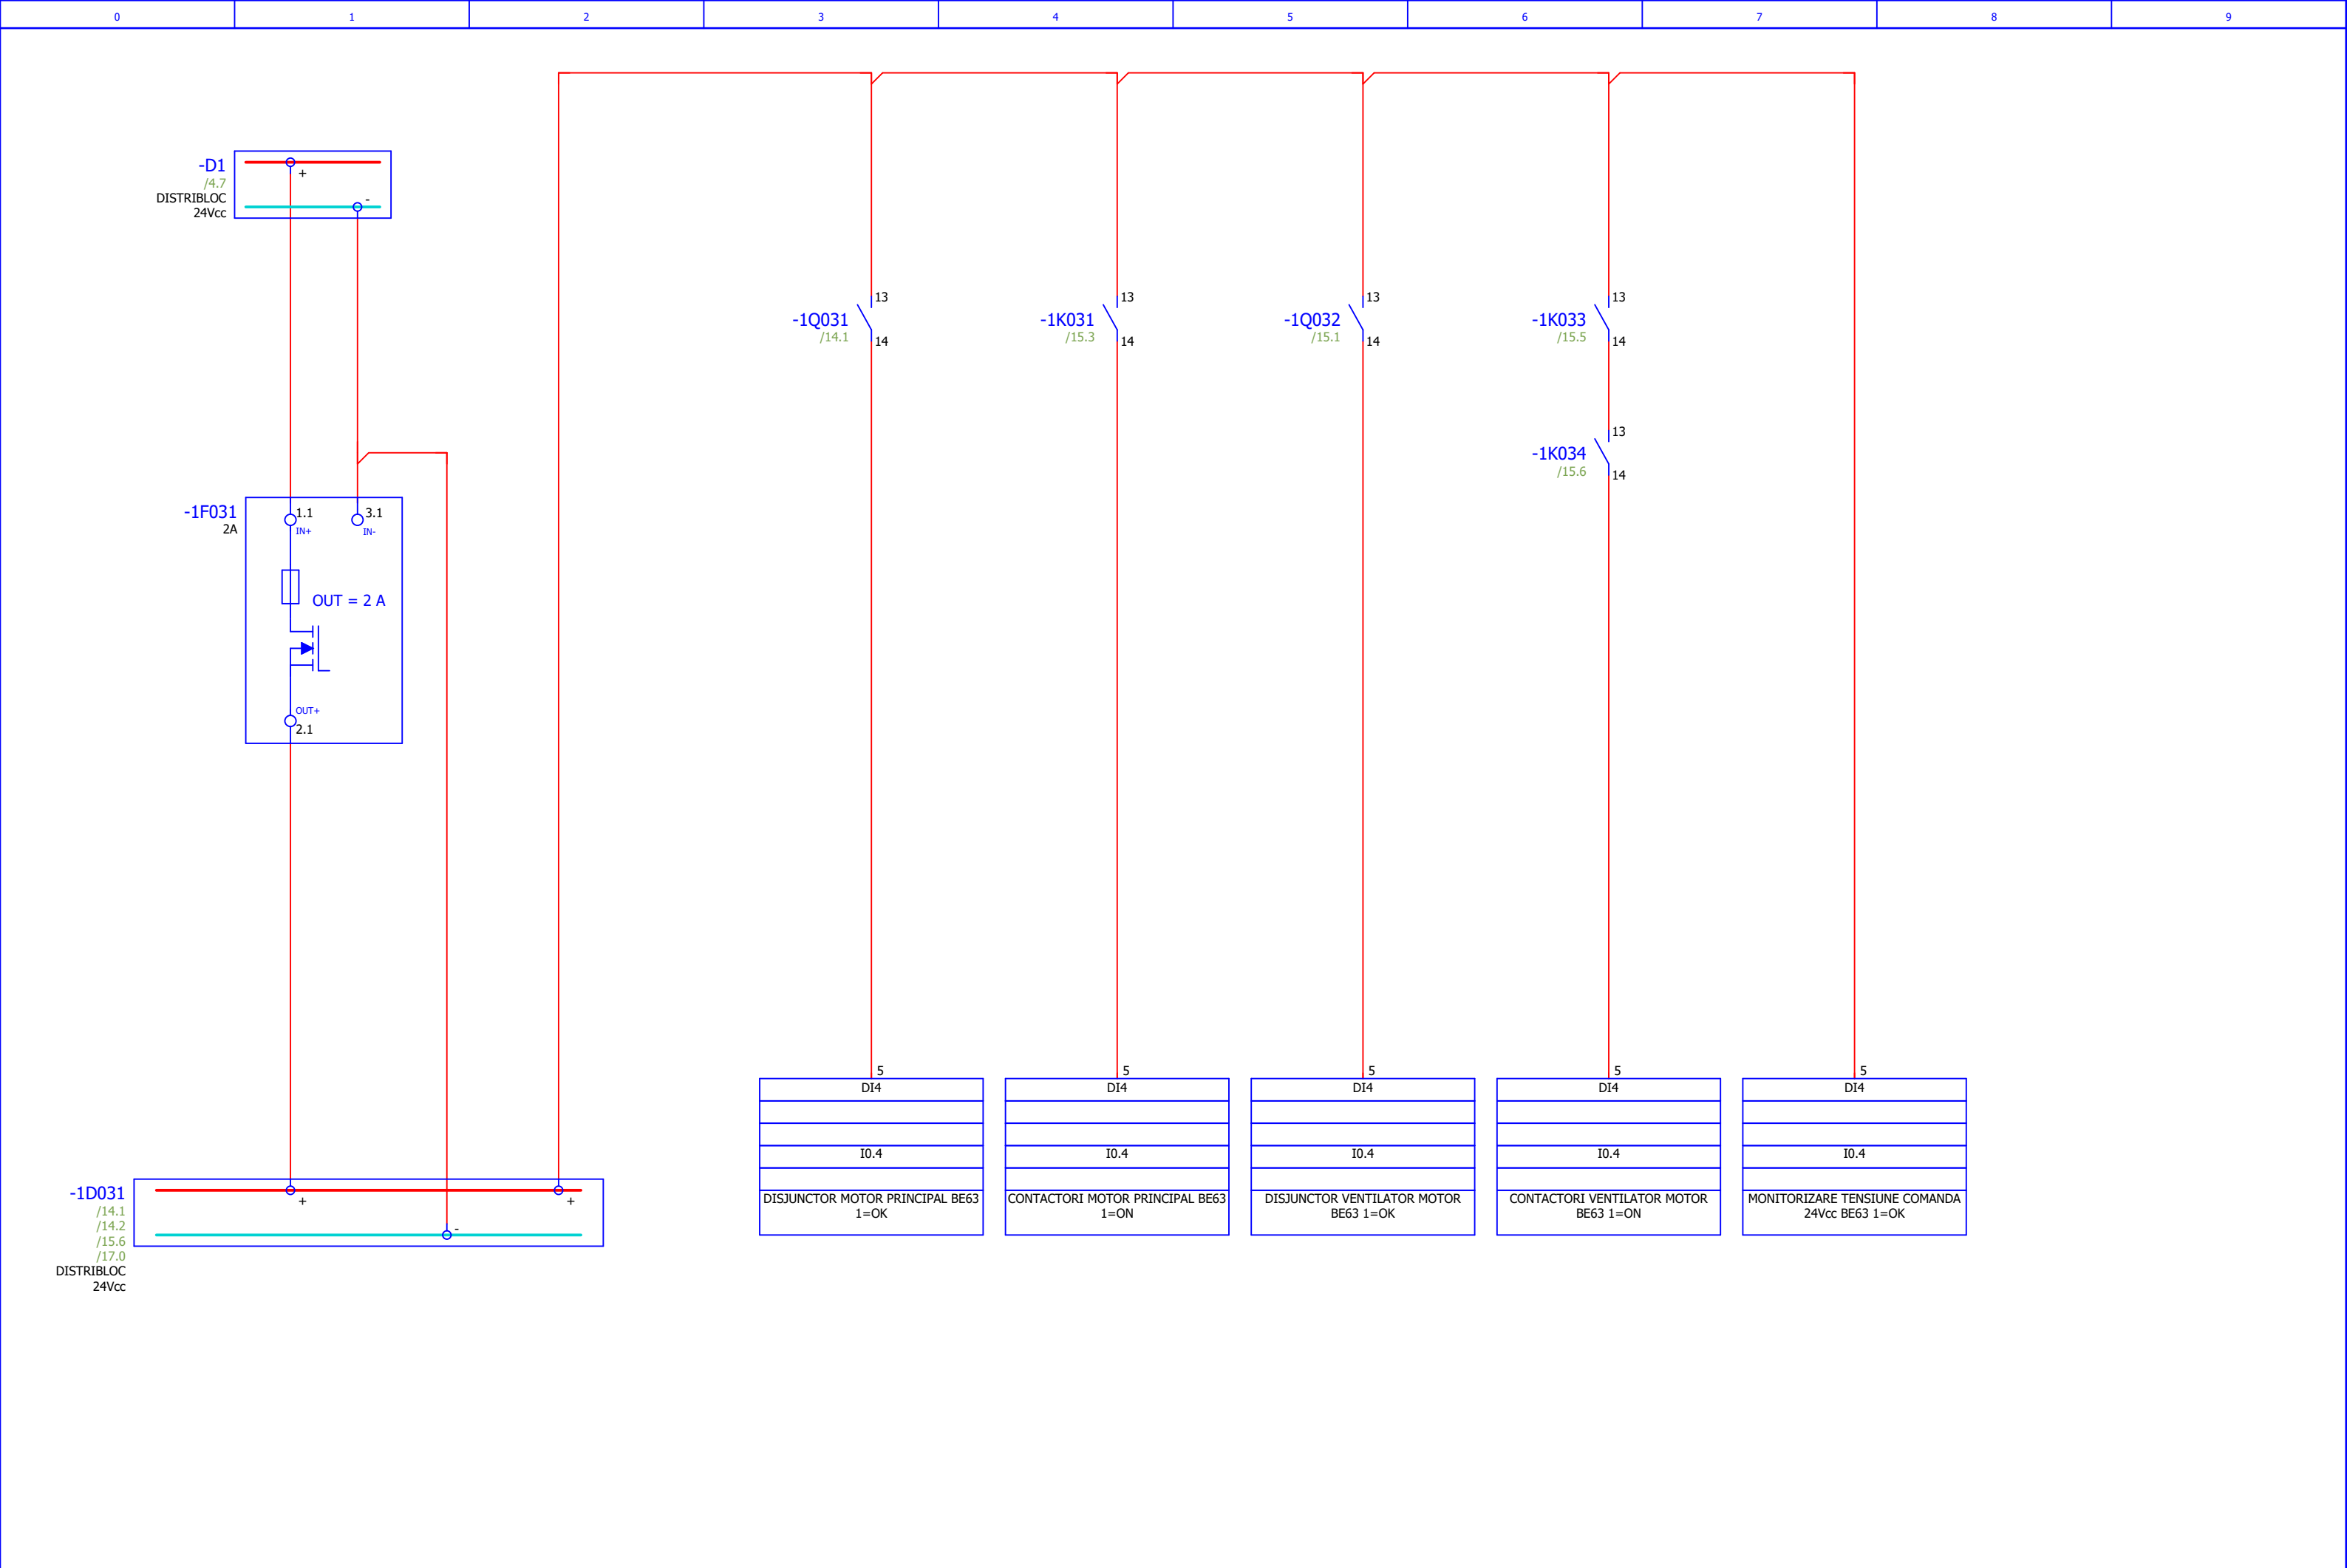 0 1 2 3 4 5 6 7 8 9
-D1
/4.7
DISTRIBLOC
24Vcc
+
-
-1F031
2A
1.1
IN+
3.1
IN-
OUT = 2 A
OUT+
2.1
-1D031
/14.1
/14.2
/15.6
/17.0
DISTRIBLOC
24Vcc
+
-
+
-1Q031
/14.1
13
14
-1K031
/15.3
13
14
-1Q032
/15.1
13
14
-1K033
/15.5
13
14
-1K034
/15.6
13
14
5
DI4
I0.4
DISJUNCTOR MOTOR PRINCIPAL BE63
1=OK
5
DI4
I0.4
CONTACTORI MOTOR PRINCIPAL BE63
1=ON
5
DI4
I0.4
DISJUNCTOR VENTILATOR MOTOR
BE63 1=OK
5
DI4
I0.4
CONTACTORI VENTILATOR MOTOR
BE63 1=ON
5
DI4
I0.4
MONITORIZARE TENSIUNE COMANDA
24Vcc BE63 1=OK